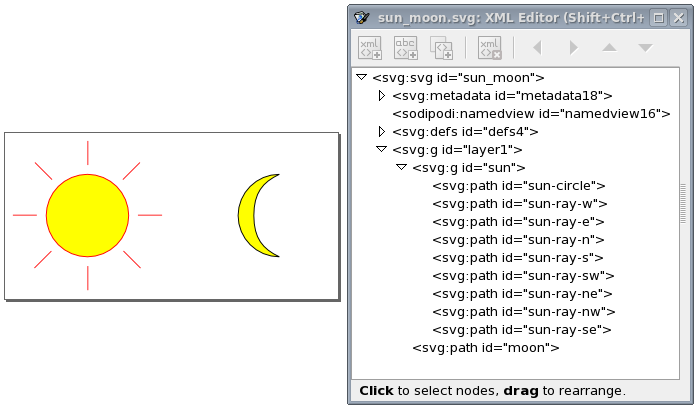 sun_moon.svg: XML Editor (Shift+Ctrl+
xml
abc
xml
<svg:svg id="sun_moon">
<svg:metadata id="metadata18">
<sodipodi:namedview id="namedview16">
<svg:defs id="defs4">
<svg:g id="layer1">
<svg:g id="sun">
<svg:path id="sun-circle">
<svg:path id="sun-ray-w">
<svg:path id="sun-ray-e">
<svg:path id="sun-ray-n">
<svg:path id="sun-ray-s">
<svg:path id="sun-ray-sw">
<svg:path id="sun-ray-ne">
<svg:path id="sun-ray-nw">
<svg:path id="sun-ray-se">
<svg:path id="moon">
Click to select nodes, drag to rearrange.